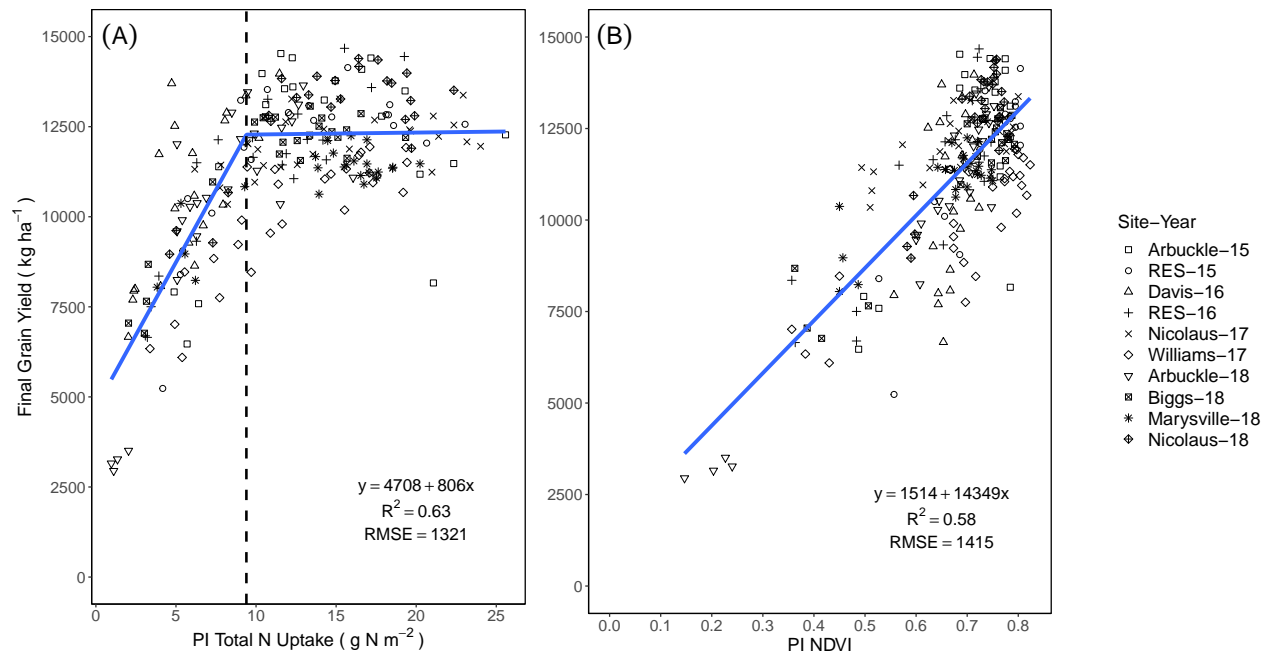 (A)
15000
12500
10000
7500
5000
2500
0
Final Grain Yield ( kg ha⁻¹ )
y = 4708 + 806x
R² = 0.63
RMSE = 1321
0 5 10 15 20 25
PI Total N Uptake ( g N m⁻² )
(B)
15000
12500
10000
7500
5000
2500
0
y = 1514 + 14349x
R² = 0.58
RMSE = 1415
0.0 0.1 0.2 0.3 0.4 0.5 0.6 0.7 0.8
PI NDVI
Site−Year
Arbuckle−15
RES−15
Davis−16
RES−16
Nicolaus−17
Williams−17
Arbuckle−18
Biggs−18
Marysville−18
Nicolaus−18